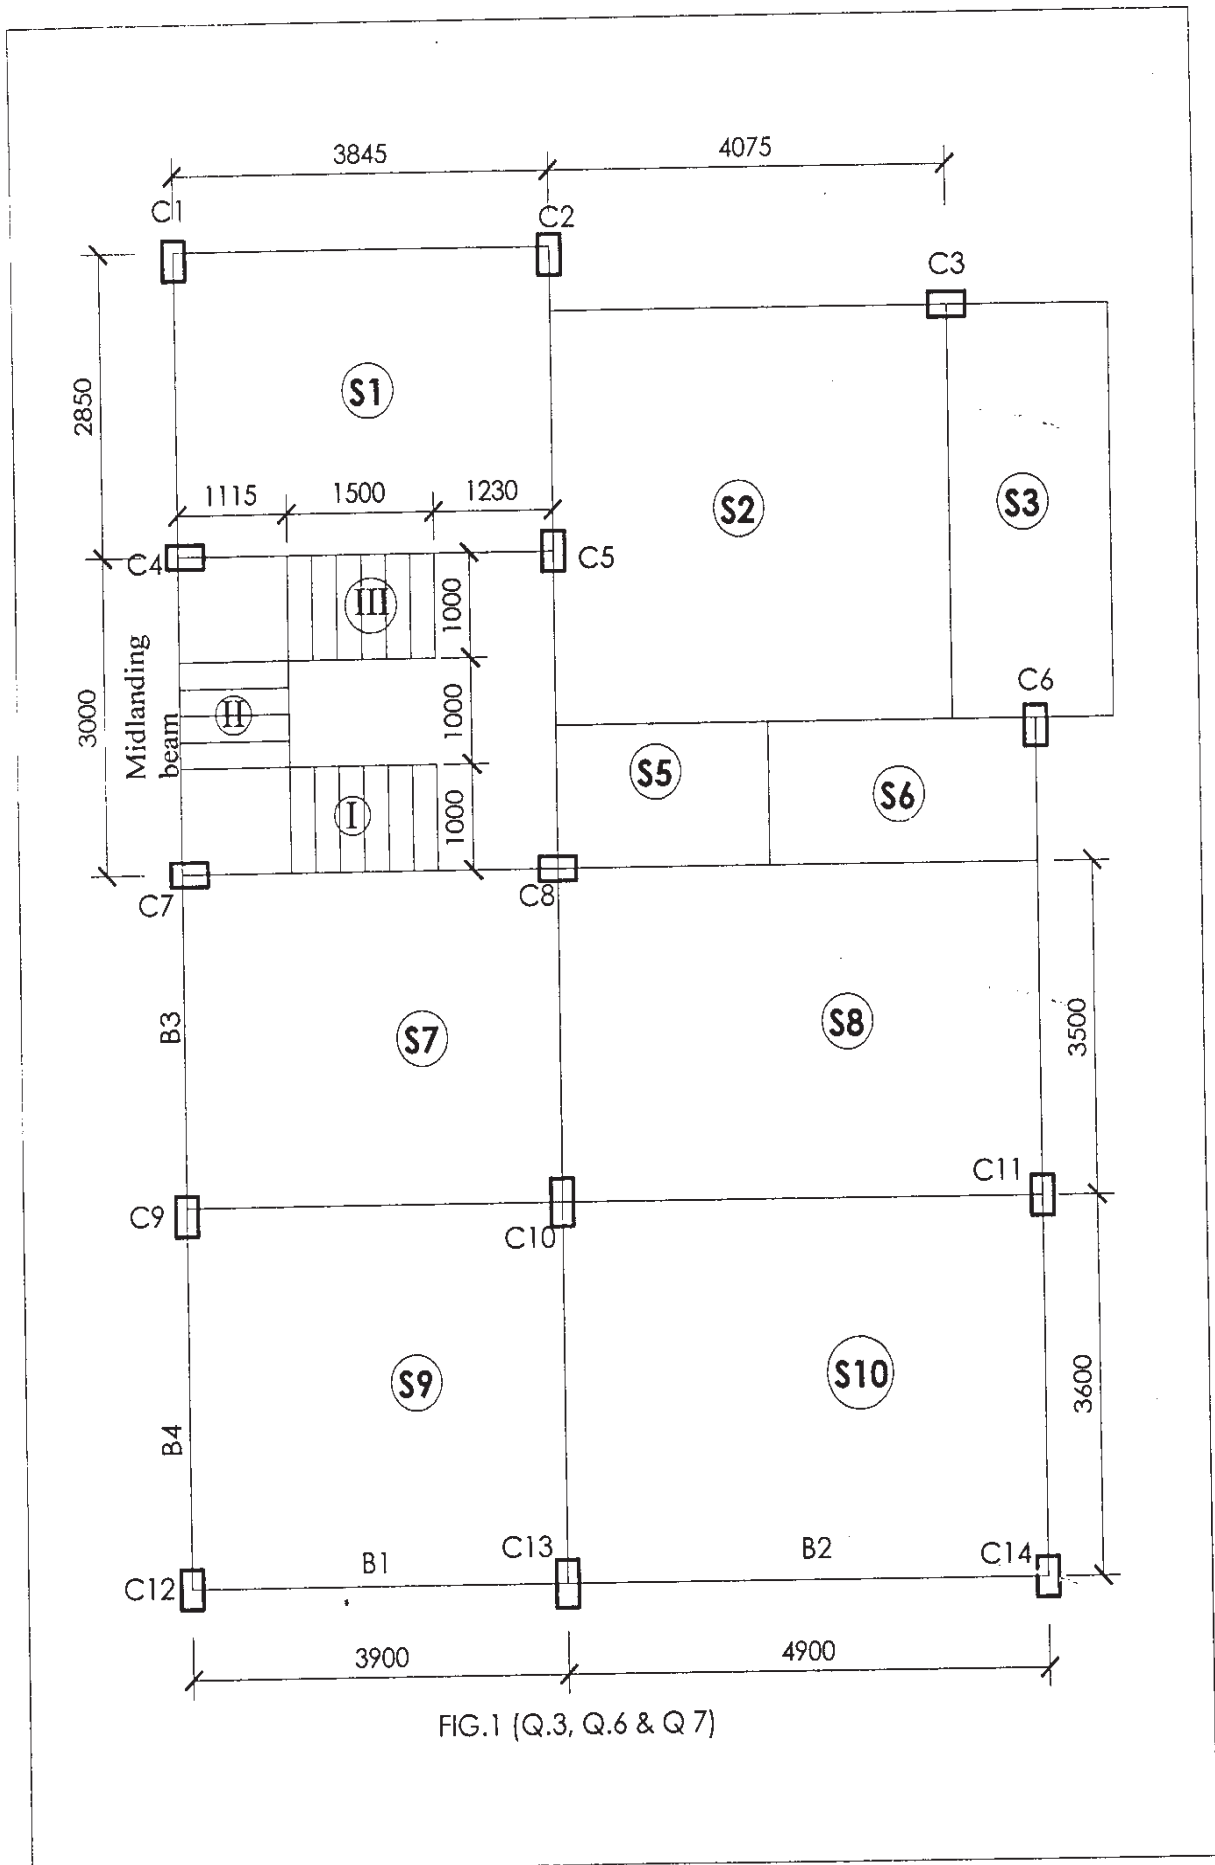 3845
4075
C1
C2
C3
2850
S1
1115
1500
1230
S2
S3
C4
C5
III
1000
Midlanding
beam
3000
II
1000
C6
S5
S6
I
1000
C7
C8
B3
S7
S8
3500
C9
C10
C11
S9
S10
3600
B4
C12
B1
C13
B2
C14
3900
4900
FIG.1 (Q.3, Q.6 & Q 7)